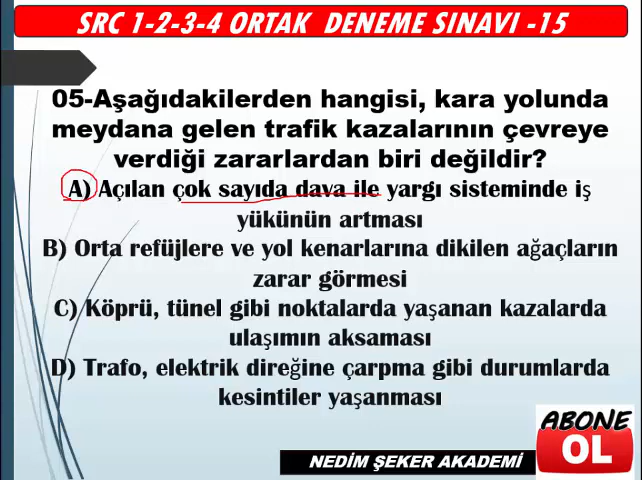 SRC 1-2-3-4 ORTAK DENEME SINAVI -15
05-Aşağıdakilerden hangisi, kara yolunda
meydana gelen trafik kazalarının çevreye
verdiği zararlardan biri değildir?
A) Açılan çok sayıda dava ile yargı sisteminde iş
yükünün artması
B) Orta refüjlere ve yol kenarlarına dikilen ağaçların
zarar görmesi
C) Köprü, tünel gibi noktalarda yaşanan kazalarda
ulaşımın aksaması
D) Trafo, elektrik direğine çarpma gibi durumlarda
kesintiler yaşanması
ABONE
OL
NEDİM ŞEKER AKADEMİ